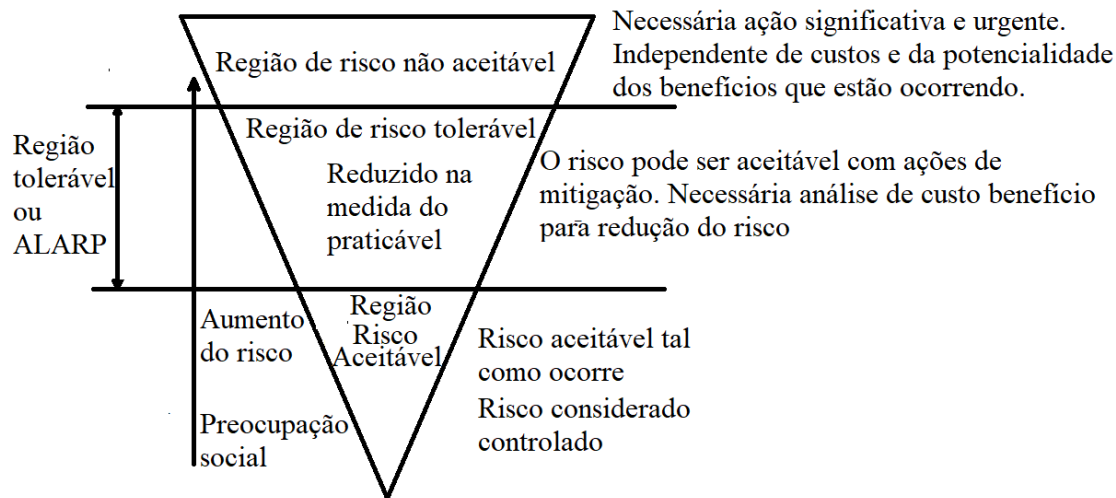 Região de risco não aceitável
Necessária ação significativa e urgente.
Independente de custos e da potencialidade
dos benefícios que estão ocorrendo.
Região
tolerável
ou
ALARP
Região de risco tolerável
Reduzido na
medida do
praticável
O risco pode ser aceitável com ações de
mitigação. Necessária análise de custo benefício
para redução do risco
Aumento
do risco
Preocupação
social
Região
Risco
Aceitável
Risco aceitável tal
como ocorre
Risco considerado
controlado